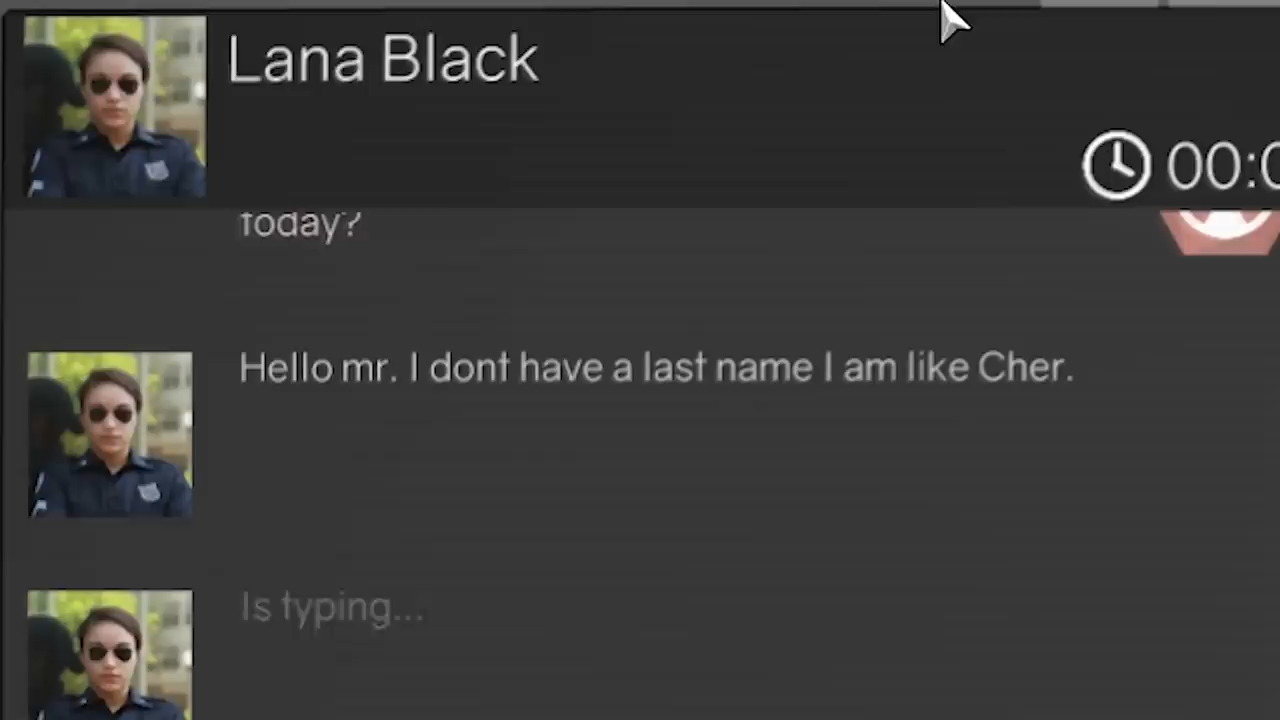 Lana Black
00:0
today?
Hello mr. I dont have a last name I am like Cher.
Is typing...